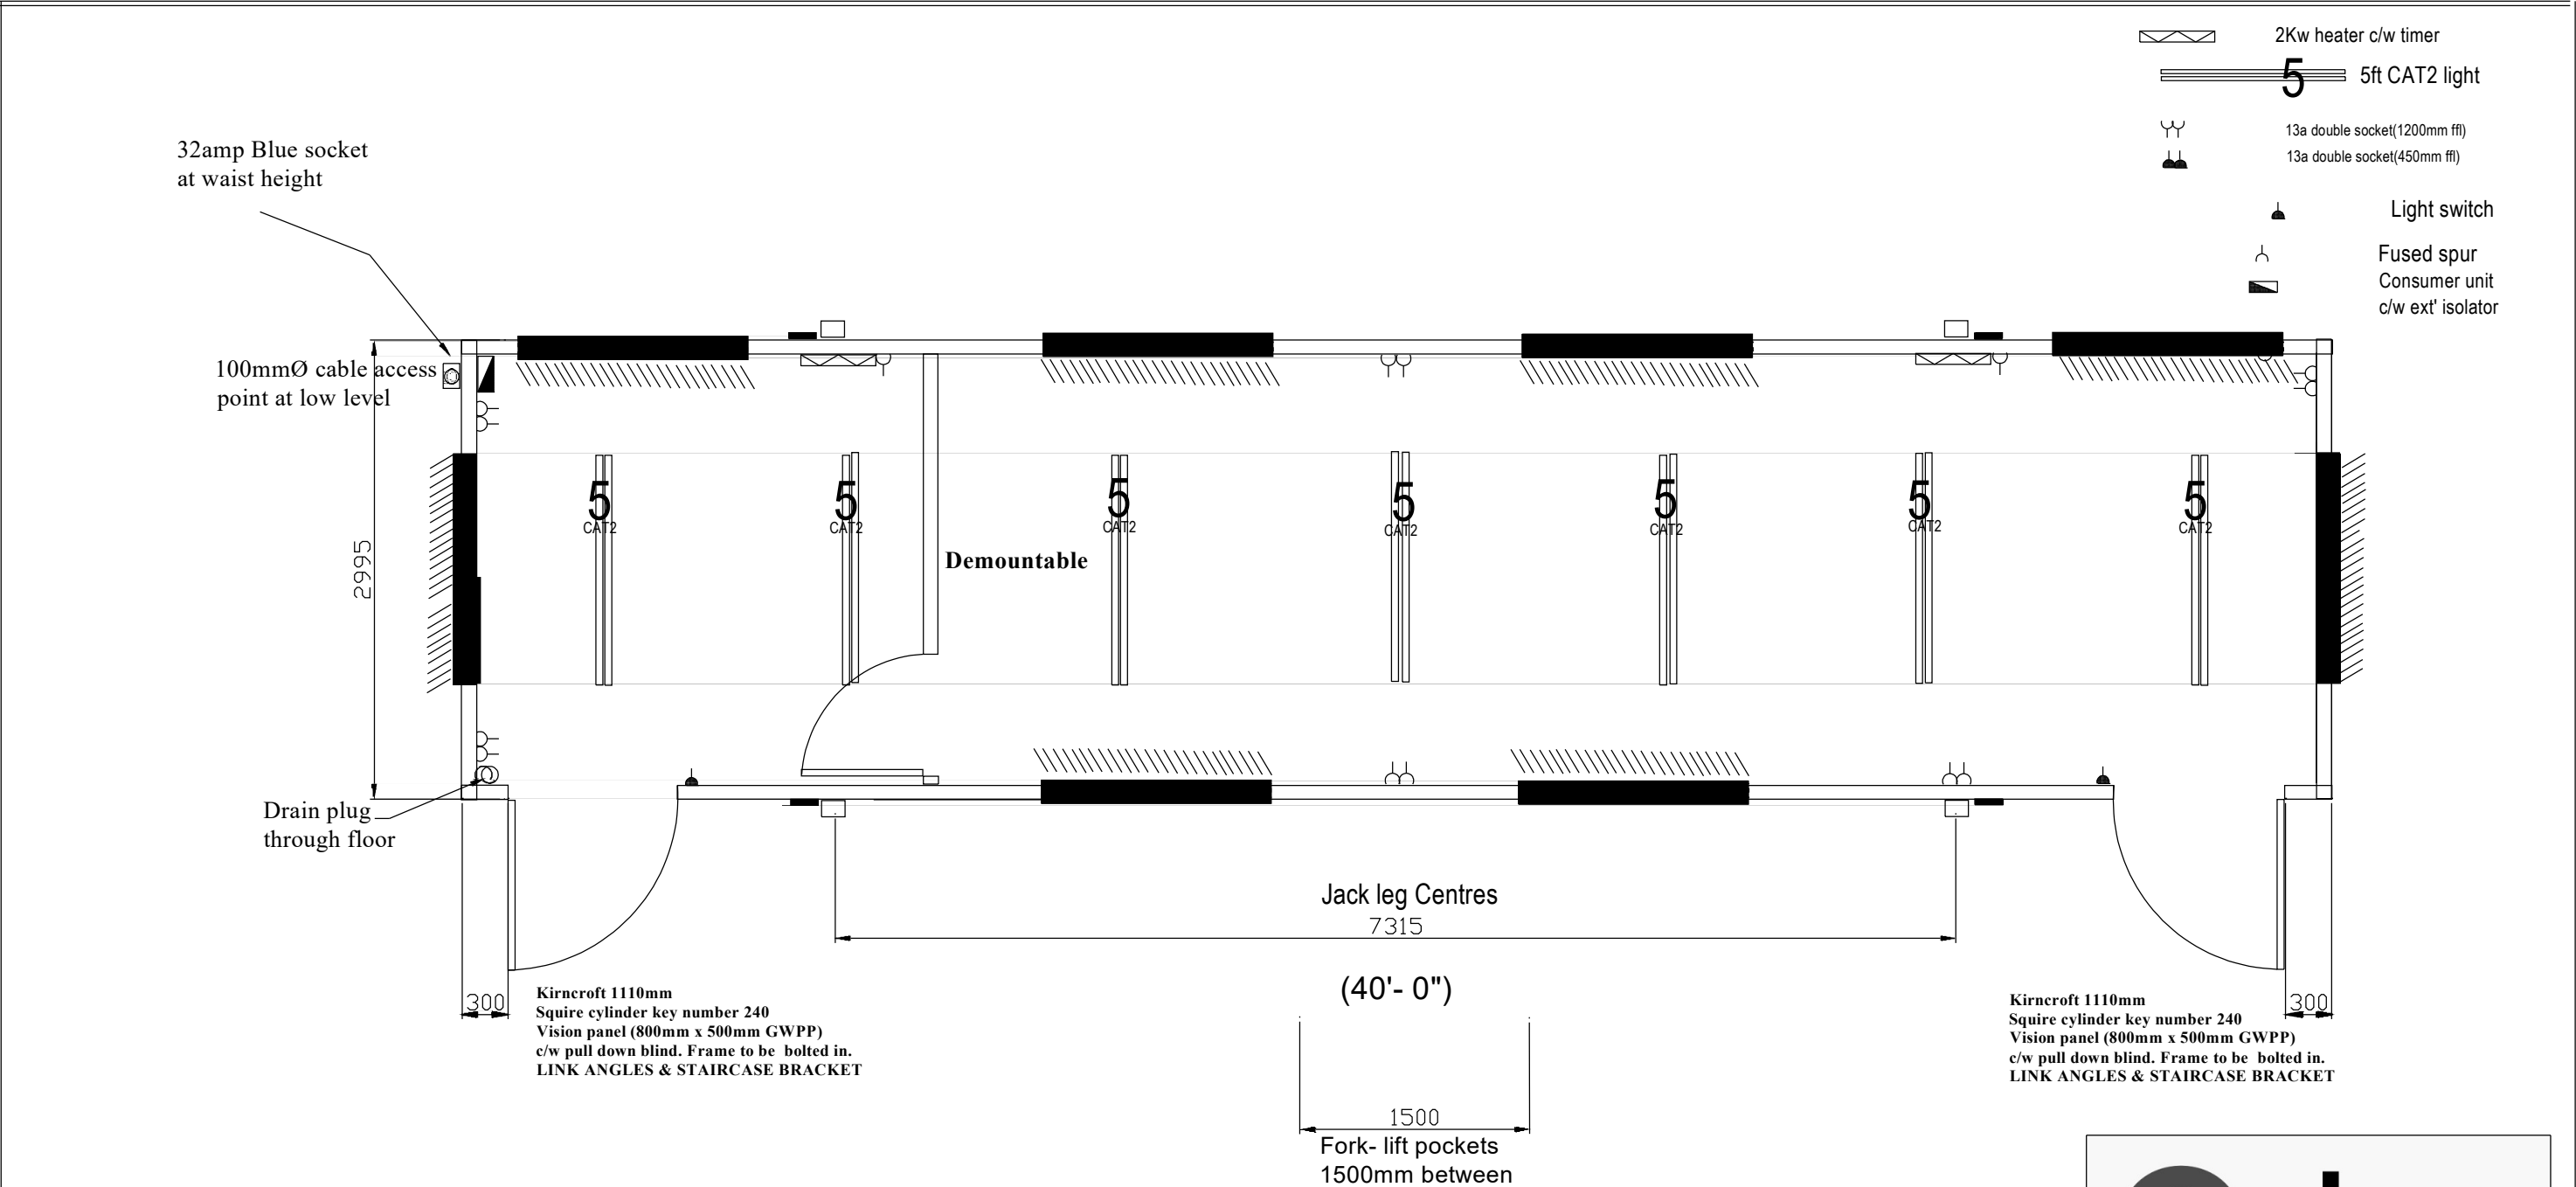 2Kw heater c/w timer
5
5ft CAT2 light
13a double socket(1200mm ffl)
13a double socket(450mm ffl)
Light switch
Fused spur
Consumer unit
c/w ext' isolator
32amp Blue socket
at waist height
100mmØ cable access
point at low level
2995
5
CAT2
5
CAT2
5
CAT2
5
CAT2
5
CAT2
5
CAT2
5
CAT2
Demountable
Drain plug
through floor
Jack leg Centres
7315
(40'- 0")
300
Kirncroft 1110mm
Squire cylinder key number 240
Vision panel (800mm x 500mm GWPP)
c/w pull down blind. Frame to be bolted in.
LINK ANGLES & STAIRCASE BRACKET
300
Kirncroft 1110mm
Squire cylinder key number 240
Vision panel (800mm x 500mm GWPP)
c/w pull down blind. Frame to be bolted in.
LINK ANGLES & STAIRCASE BRACKET
1500
Fork- lift pockets
1500mm between